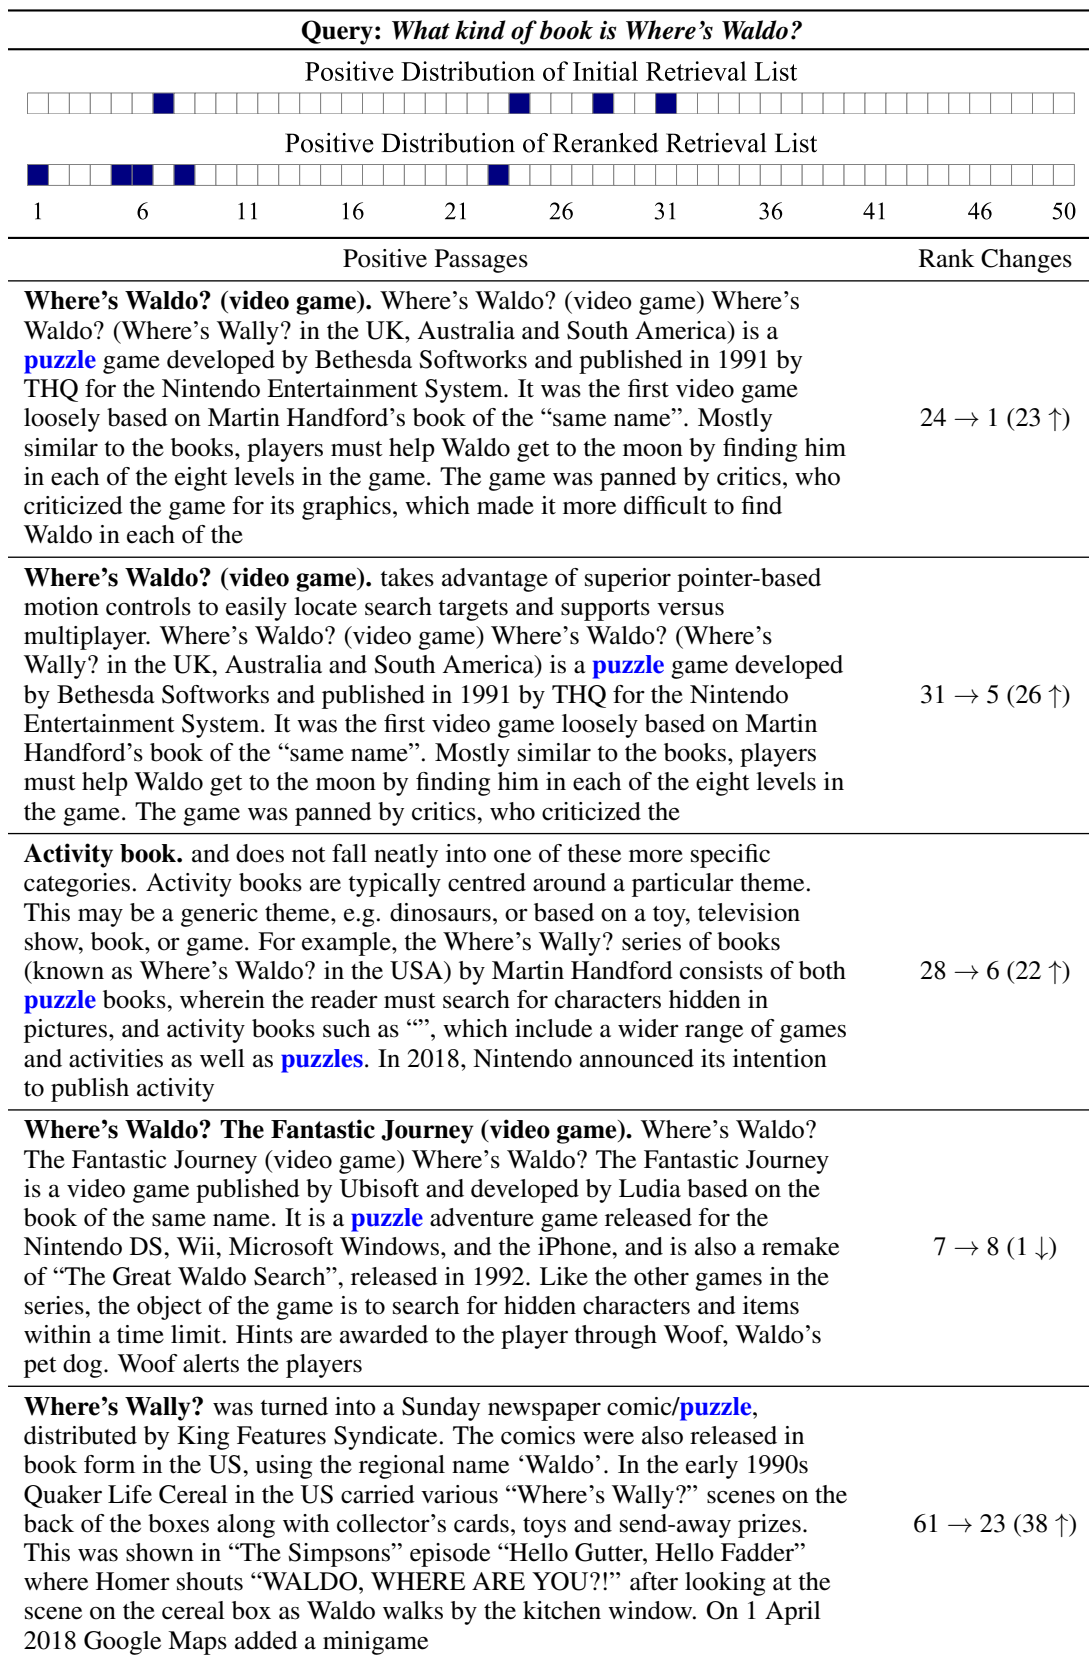 Query: What kind of book is Where's Waldo?
Positive Distribution of Initial Retrieval List
Positive Distribution of Reranked Retrieval List
1 6 11 16 21 26 31 36 41 46 50
Positive Passages Rank Changes
Where's Waldo? (video game). Where's Waldo? (video game) Where's
Waldo? (Where's Wally? in the UK, Australia and South America) is a
puzzle game developed by Bethesda Softworks and published in 1991 by
THQ for the Nintendo Entertainment System. It was the first video game
loosely based on Martin Handford's book of the “same name”. Mostly
similar to the books, players must help Waldo get to the moon by finding him
in each of the eight levels in the game. The game was panned by critics, who
criticized the game for its graphics, which made it more difficult to find
Waldo in each of the
24 → 1 (23 ↑)
Where's Waldo? (video game). takes advantage of superior pointer-based
motion controls to easily locate search targets and supports versus
multiplayer. Where's Waldo? (video game) Where's Waldo? (Where's
Wally? in the UK, Australia and South America) is a puzzle game developed
by Bethesda Softworks and published in 1991 by THQ for the Nintendo
Entertainment System. It was the first video game loosely based on Martin
Handford's book of the “same name”. Mostly similar to the books, players
must help Waldo get to the moon by finding him in each of the eight levels in
the game. The game was panned by critics, who criticized the
31 → 5 (26 ↑)
Activity book. and does not fall neatly into one of these more specific
categories. Activity books are typically centred around a particular theme.
This may be a generic theme, e.g. dinosaurs, or based on a toy, television
show, book, or game. For example, the Where's Wally? series of books
(known as Where's Waldo? in the USA) by Martin Handford consists of both
puzzle books, wherein the reader must search for characters hidden in
pictures, and activity books such as “”, which include a wider range of games
and activities as well as puzzles. In 2018, Nintendo announced its intention
to publish activity
28 → 6 (22 ↑)
Where's Waldo? The Fantastic Journey (video game). Where's Waldo?
The Fantastic Journey (video game) Where's Waldo? The Fantastic Journey
is a video game published by Ubisoft and developed by Ludia based on the
book of the same name. It is a puzzle adventure game released for the
Nintendo DS, Wii, Microsoft Windows, and the iPhone, and is also a remake
of “The Great Waldo Search”, released in 1992. Like the other games in the
series, the object of the game is to search for hidden characters and items
within a time limit. Hints are awarded to the player through Woof, Waldo's
pet dog. Woof alerts the players
7 → 8 (1 ↓)
Where's Wally? was turned into a Sunday newspaper comic/puzzle,
distributed by King Features Syndicate. The comics were also released in
book form in the US, using the regional name ‘Waldo’. In the early 1990s
Quaker Life Cereal in the US carried various “Where's Wally?” scenes on the
back of the boxes along with collector's cards, toys and send-away prizes.
This was shown in “The Simpsons” episode “Hello Gutter, Hello Fadder”
where Homer shouts “WALDO, WHERE ARE YOU?!” after looking at the
scene on the cereal box as Waldo walks by the kitchen window. On 1 April
2018 Google Maps added a minigame
61 → 23 (38 ↑)